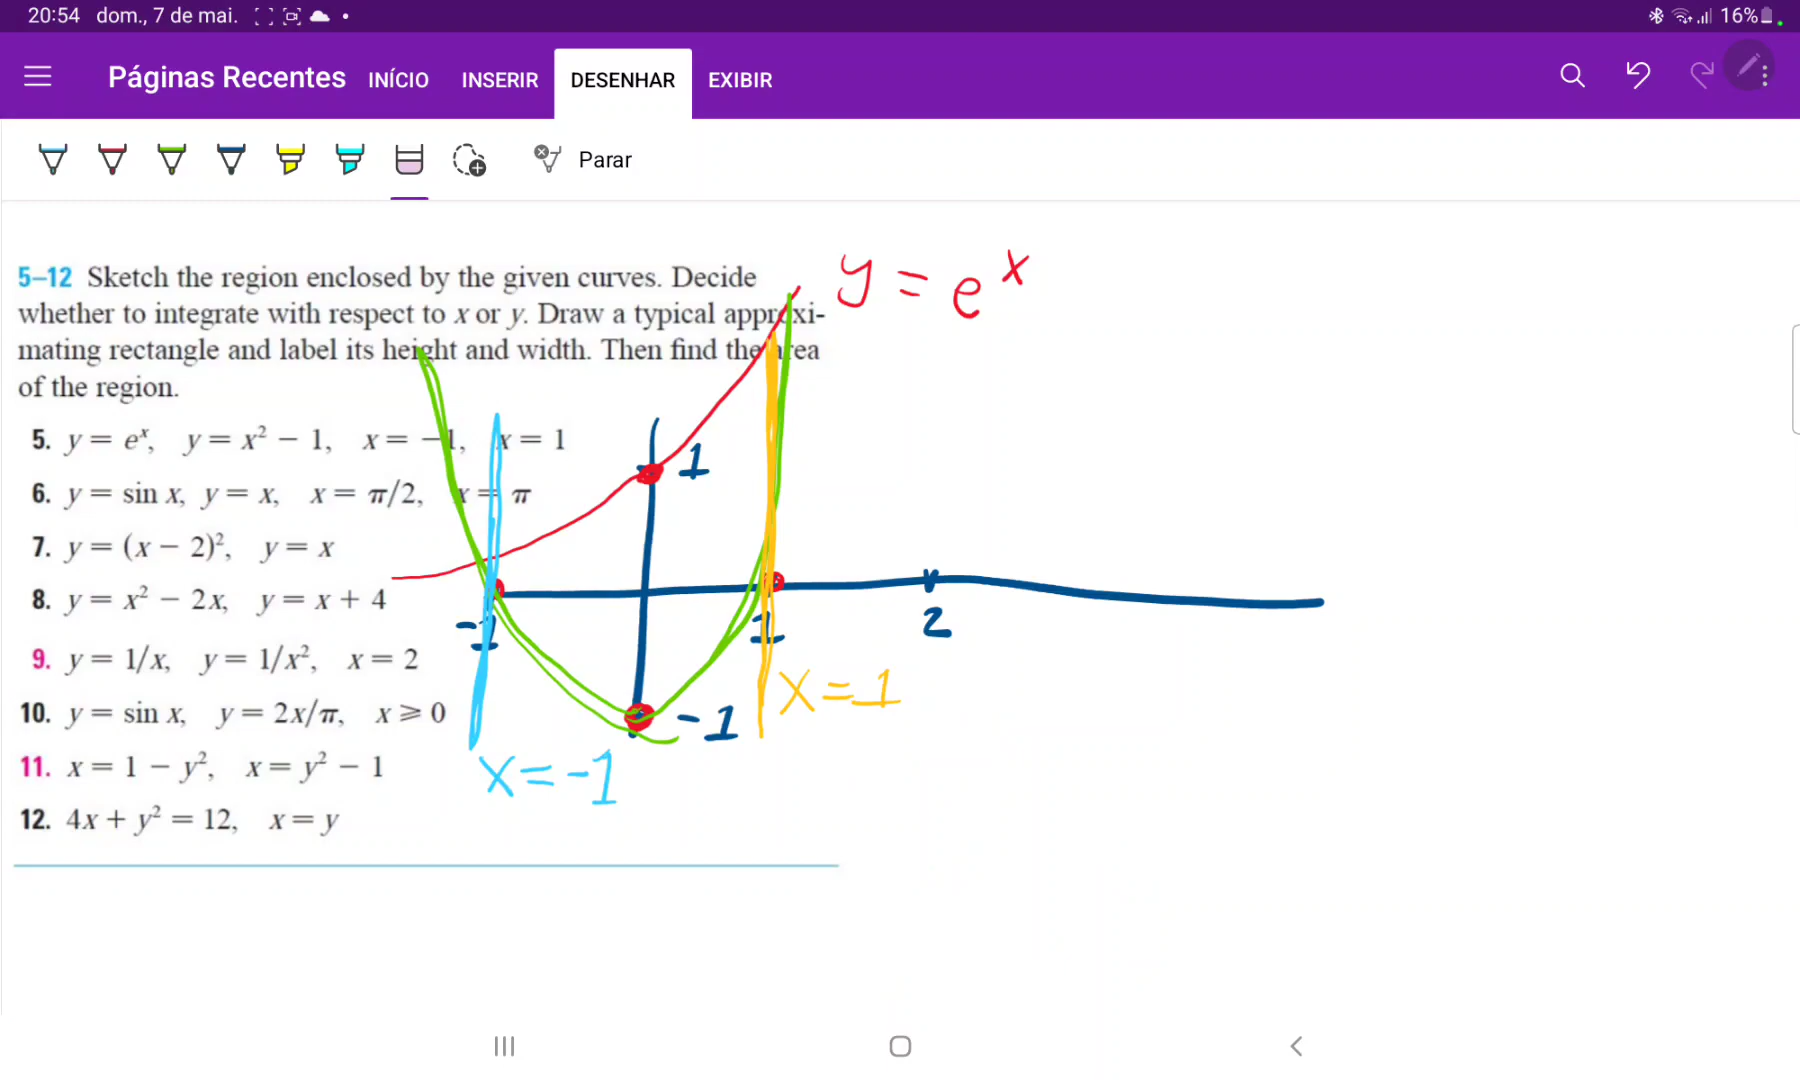 20:54 dom., 7 de mai. 16%
Páginas Recentes INÍCIO INSERIR DESENHAR EXIBIR
Parar
y = e^x
5–12 Sketch the region enclosed by the given curves. Decide
whether to integrate with respect to x or y. Draw a typical approxi-
mating rectangle and label its height and width. Then find the area
of the region.
5. y = eˣ, y = x² − 1, x = −1, x = 1
6. y = sin x, y = x, x = π/2, x = π
7. y = (x − 2)², y = x
8. y = x² − 2x, y = x + 4
9. y = 1/x, y = 1/x², x = 2
10. y = sin x, y = 2x/π, x ⩾ 0
11. x = 1 − y², x = y² − 1
12. 4x + y² = 12, x = y
1
-1 1 2
x=1
-1
x=-1